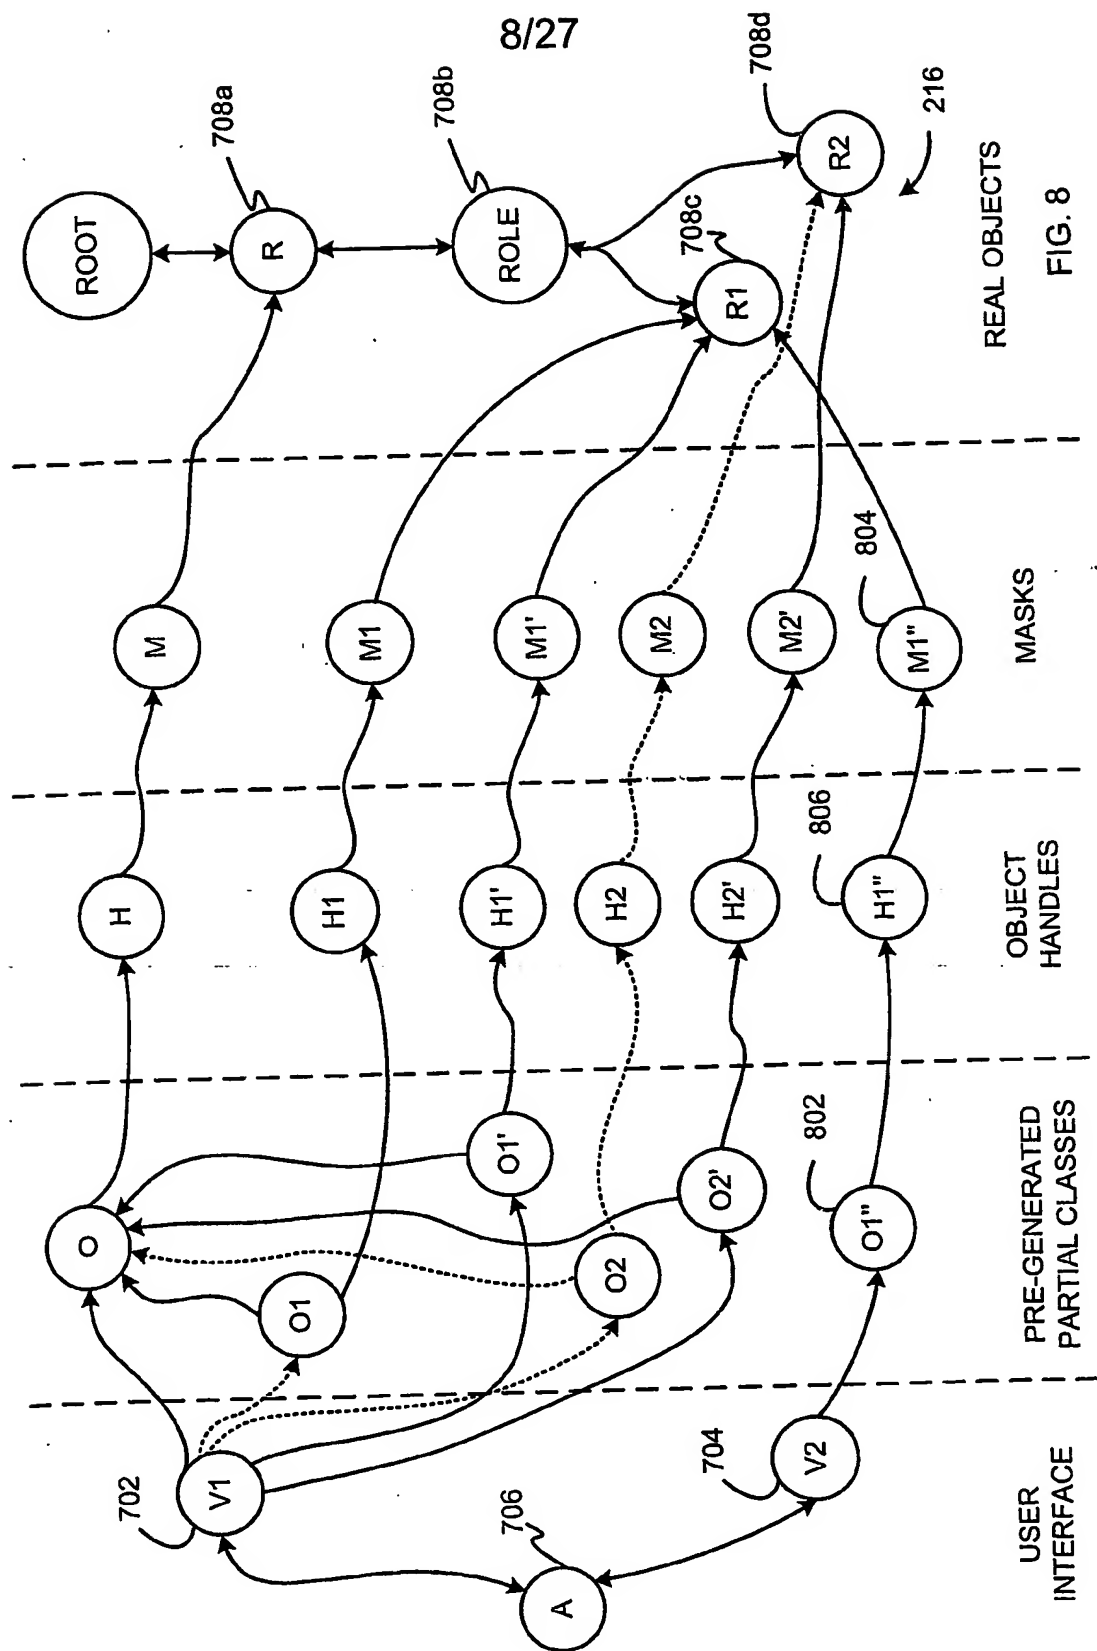 8/27
ROOT
R
708a
ROLE
708b
R1
708c
R2
708d
216
REAL OBJECTS
FIG. 8
M
M1
M1'
M2
M2'
M1"
804
MASKS
H
H1
H1'
H2
H2'
H1"
806
OBJECT
HANDLES
O
O1
O1'
O2
O2'
O1"
802
PRE-GENERATED
PARTIAL CLASSES
702
V1
706
A
704
V2
USER
INTERFACE